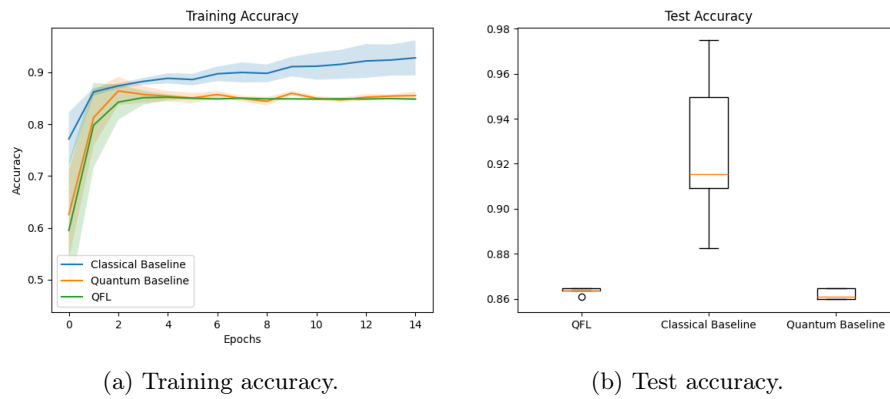 Training Accuracy
Accuracy
0.9
0.8
0.7
0.6
0.5
Classical Baseline
Quantum Baseline
QFL
0 2 4 6 8 10 12 14
Epochs
(a) Training accuracy.
Test Accuracy
0.98
0.96
0.94
0.92
0.90
0.88
0.86
QFL Classical Baseline Quantum Baseline
(b) Test accuracy.